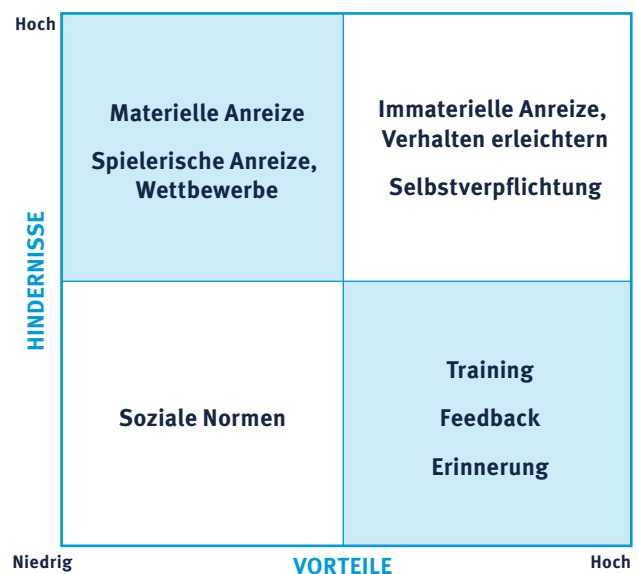 Hoch
Materielle Anreize
Spielerische Anreize,
Wettbewerbe
Immaterielle Anreize,
Verhalten erleichtern
Selbstverpflichtung
HINDERNISSE
Soziale Normen
Training
Feedback
Erinnerung
Niedrig
VORTEILE
Hoch